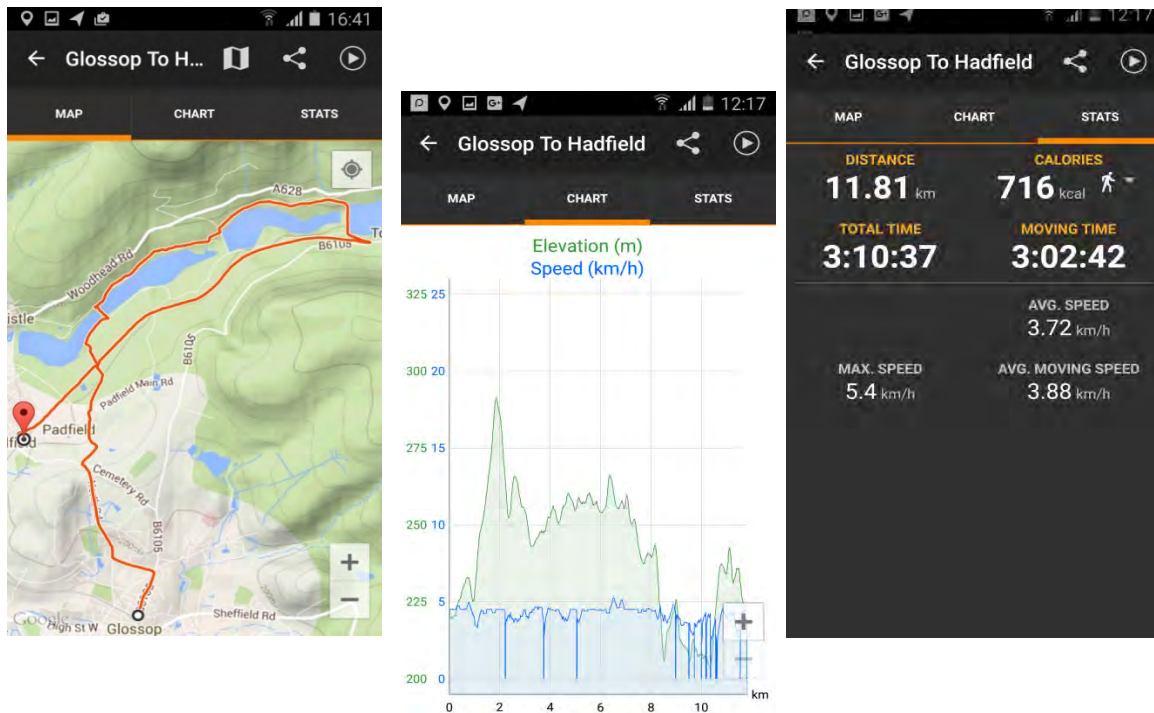 16:41
Glossop To H...
MAP CHART STATS
A628
To
B6105
Woodhead Rd
istle
B6105
Padfield Main Rd
Padfield
Cemetery Rd
B6105
Sheffield Rd
Google
High St W
Glossop
12:17
Glossop To Hadfield
MAP CHART STATS
Elevation (m)
Speed (km/h)
325 25
300 20
275 15
250 10
225 5
200 0
km
0 2 4 6 8 10
12:17
Glossop To Hadfield
MAP CHART STATS
DISTANCE CALORIES
11.81 km 716 kcal
TOTAL TIME MOVING TIME
3:10:37 3:02:42
AVG. SPEED
3.72 km/h
MAX. SPEED AVG. MOVING SPEED
5.4 km/h 3.88 km/h